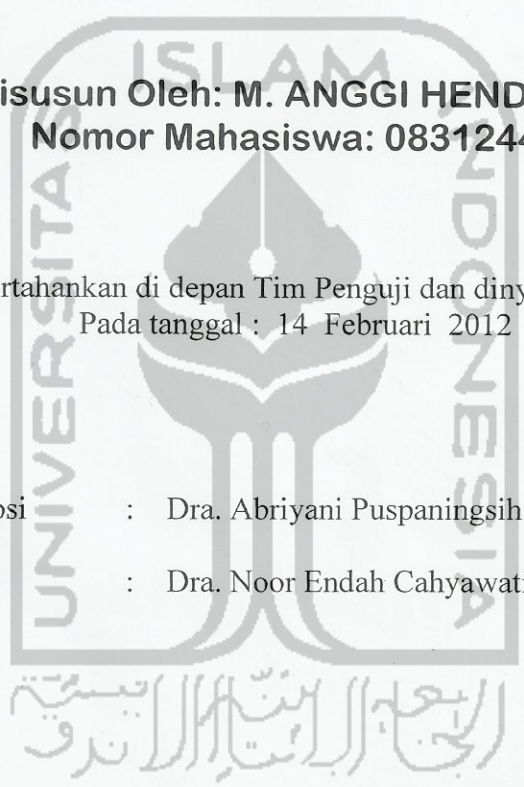 ISLAM
isusun Oleh: M. ANGGI HEND
Nomor Mahasiswa: 0831244
rtahankan di depan Tim Penguji dan diny
Pada tanggal : 14 Februari 2012
osi : Dra. Abriyani Puspaningsih
: Dra. Noor Endah Cahyawati
UNIVERSITAS
INDONESIA